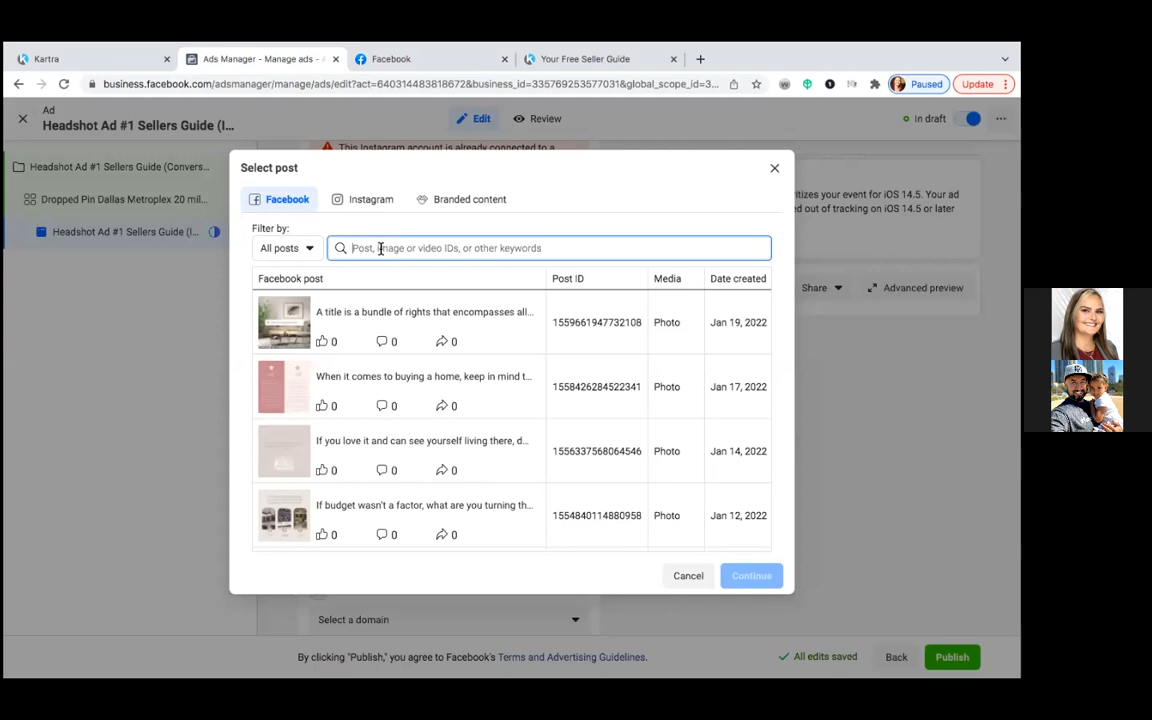 Kartra
Ads Manager - Manage ads -
Facebook
Your Free Seller Guide
business.facebook.com/adsmanager/manage/ads/edit?act=640314483818672&business_id=335769253577031&global_scope_id=3...
Paused
Update
Ad
Headshot Ad #1 Sellers Guide (I...
Edit
Review
In draft
Headshot Ad #1 Sellers Guide (Convers...
Dropped Pin Dallas Metroplex 20 mil...
Headshot Ad #1 Sellers Guide (I...
This Instagram account is already connected to a
Select post
Facebook
Instagram
Branded content
Filter by:
All posts
Post, image or video IDs, or other keywords
Facebook post
Post ID
Media
Date created
A title is a bundle of rights that encompasses all...
0 0 0
1559661947732108
Photo
Jan 19, 2022
When it comes to buying a home, keep in mind t...
0 0 0
1558426284522341
Photo
Jan 17, 2022
If you love it and can see yourself living there, d...
0 0 0
1556337568064546
Photo
Jan 14, 2022
If budget wasn't a factor, what are you turning th...
0 0 0
1554840114880958
Photo
Jan 12, 2022
Cancel
Continue
itizes your event for iOS 14.5. Your ad
ed out of tracking on iOS 14.5 or later
Share
Advanced preview
Select a domain
By clicking "Publish," you agree to Facebook's Terms and Advertising Guidelines.
All edits saved
Back
Publish